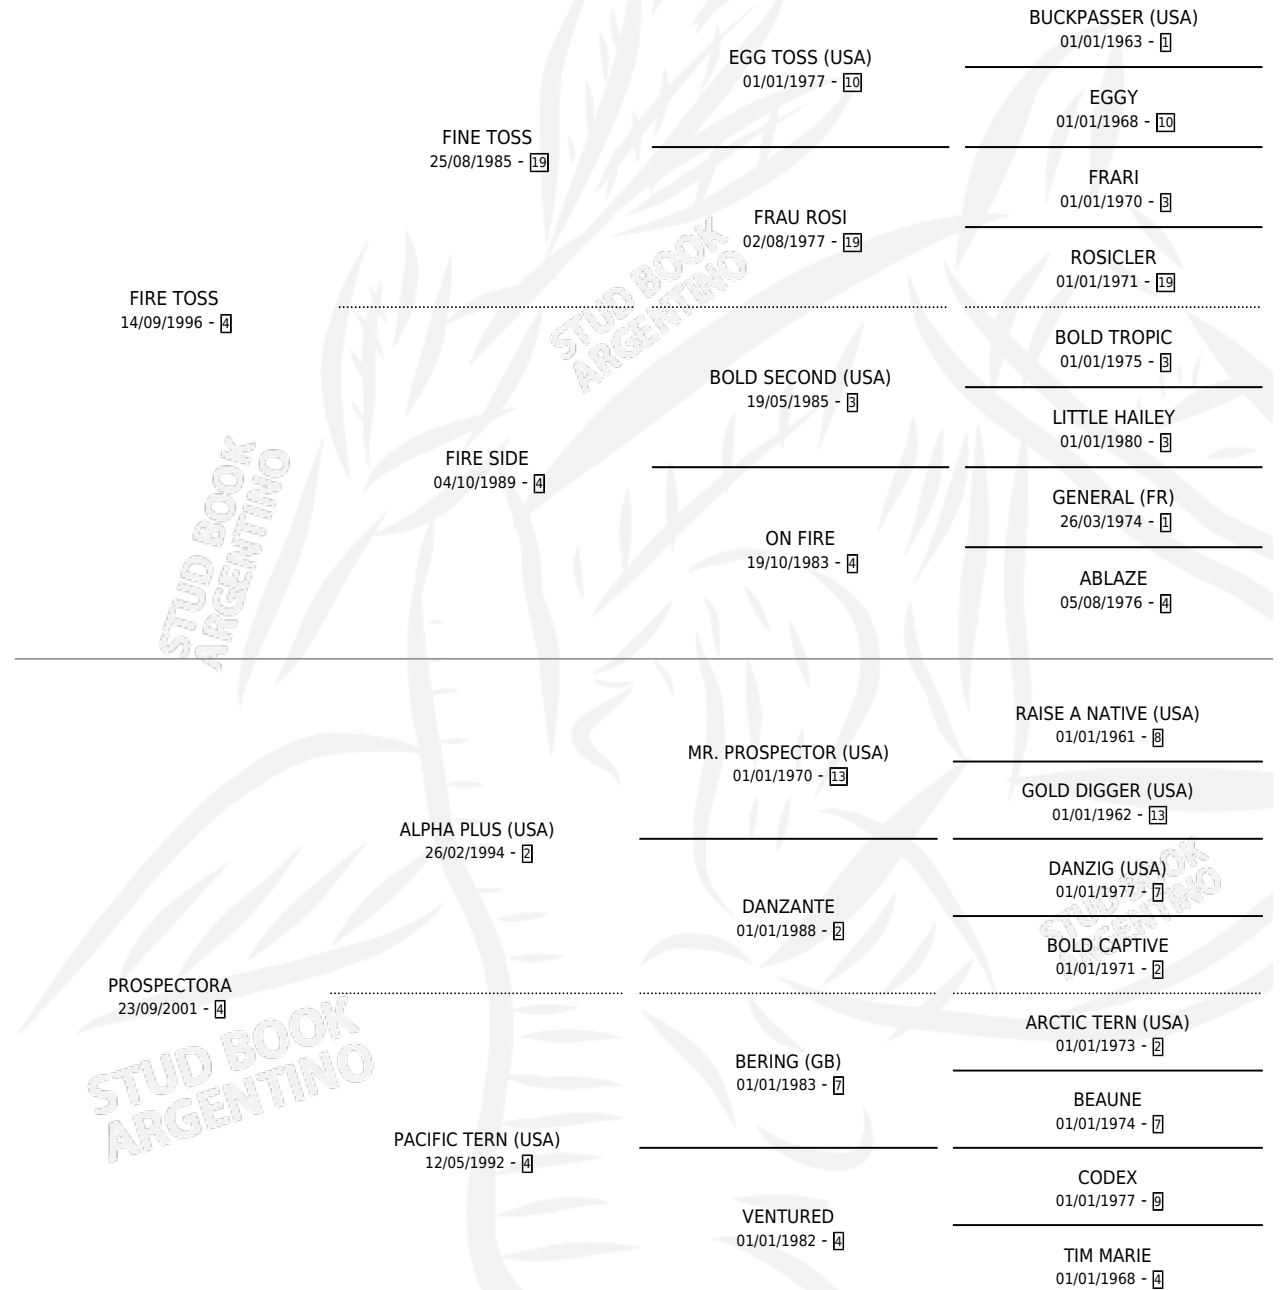 BUCKPASSER (USA)
01/01/1963 - 1
EGG TOSS (USA)
01/01/1977 - 10
EGGY
01/01/1968 - 10
FINE TOSS
25/08/1985 - 19
FRARI
01/01/1970 - 3
FRAU ROSI
02/08/1977 - 19
ROSICLER
01/01/1971 - 19
FIRE TOSS
14/09/1996 - 4
BOLD TROPIC
01/01/1975 - 3
BOLD SECOND (USA)
19/05/1985 - 3
LITTLE HAILEY
01/01/1980 - 3
FIRE SIDE
04/10/1989 - 4
GENERAL (FR)
26/03/1974 - 1
ON FIRE
19/10/1983 - 4
ABLAZE
05/08/1976 - 4
RAISE A NATIVE (USA)
01/01/1961 - 8
MR. PROSPECTOR (USA)
01/01/1970 - 13
GOLD DIGGER (USA)
01/01/1962 - 13
ALPHA PLUS (USA)
26/02/1994 - 2
DANZIG (USA)
01/01/1977 - 7
DANZANTE
01/01/1988 - 2
BOLD CAPTIVE
01/01/1971 - 2
PROSPECTORA
23/09/2001 - 4
ARCTIC TERN (USA)
01/01/1973 - 2
BERING (GB)
01/01/1983 - 7
BEAUNE
01/01/1974 - 7
PACIFIC TERN (USA)
12/05/1992 - 4
CODEX
01/01/1977 - 9
VENTURED
01/01/1982 - 4
TIM MARIE
01/01/1968 - 4
STUD BOOK
ARGENTINO
STUD BOOK
ARGENTINO
STUD BOOK
ARGENTINO
STUD BOOK
ARGENTINO